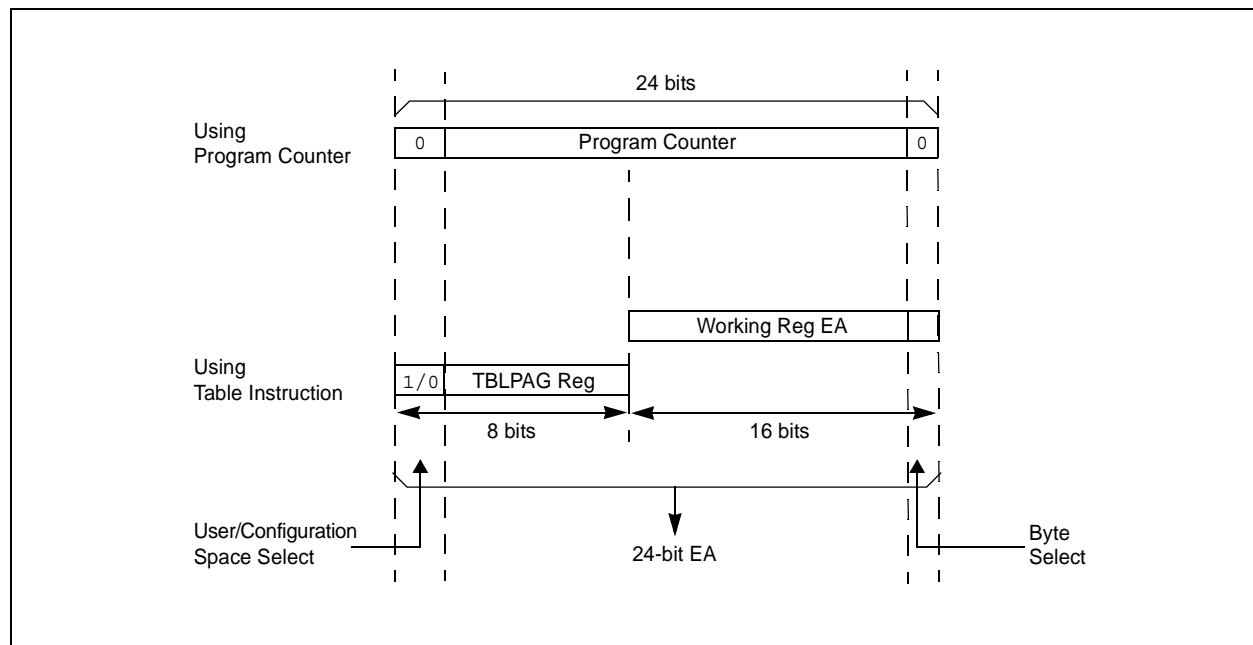 24 bits
Using
Program Counter
0
Program Counter
0
Working Reg EA
Using
Table Instruction
1/0
TBLPAG Reg
8 bits
16 bits
User/Configuration
Space Select
24-bit EA
Byte
Select